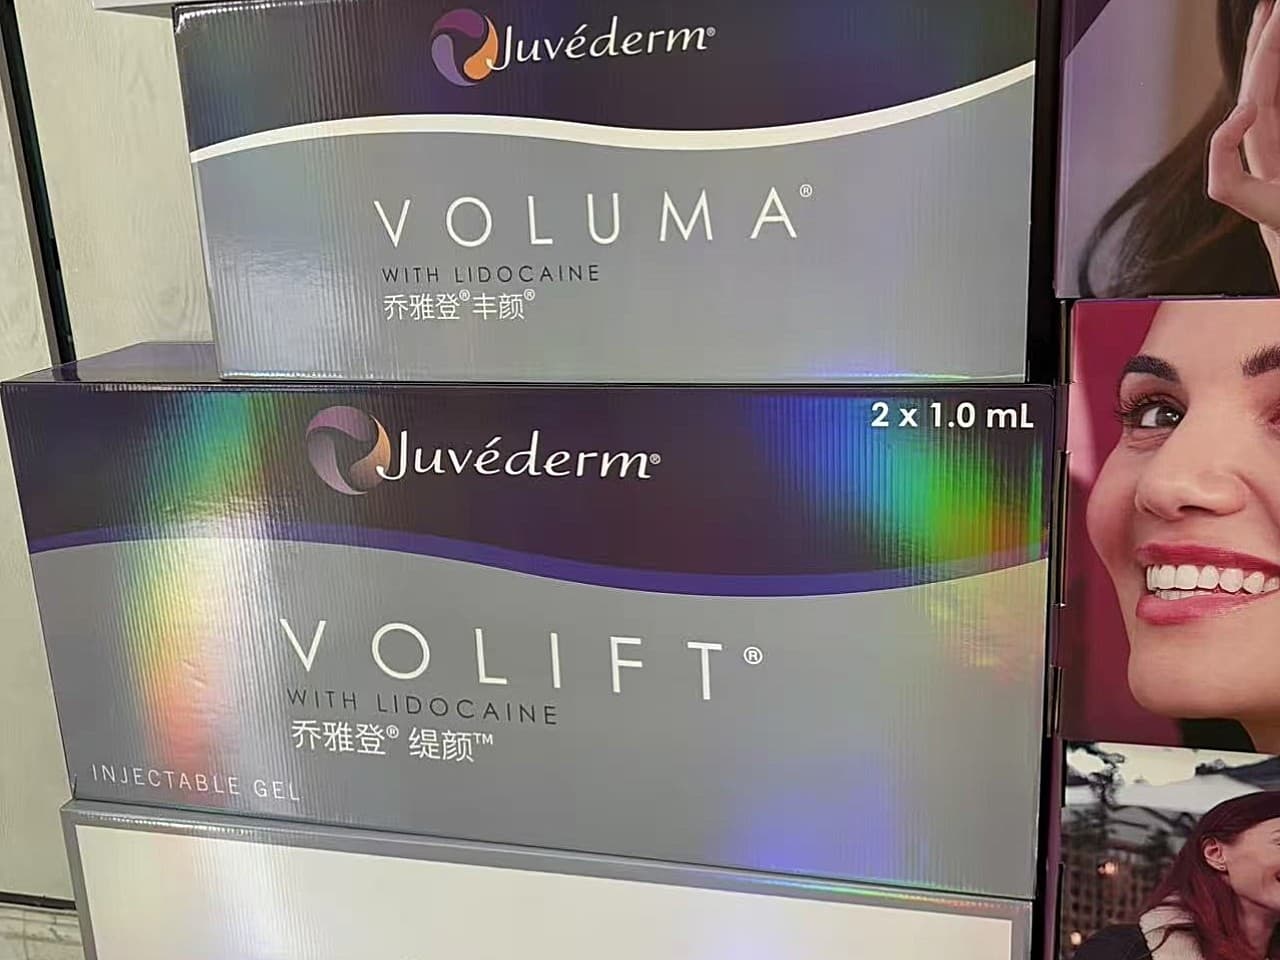 Juvéderm®
VOLUMA®
WITH LIDOCAINE
乔雅登®丰颜®
2 x 1.0 mL
Juvéderm®
VOLIFT®
WITH LIDOCAINE
乔雅登® 缇颜™
INJECTABLE GEL